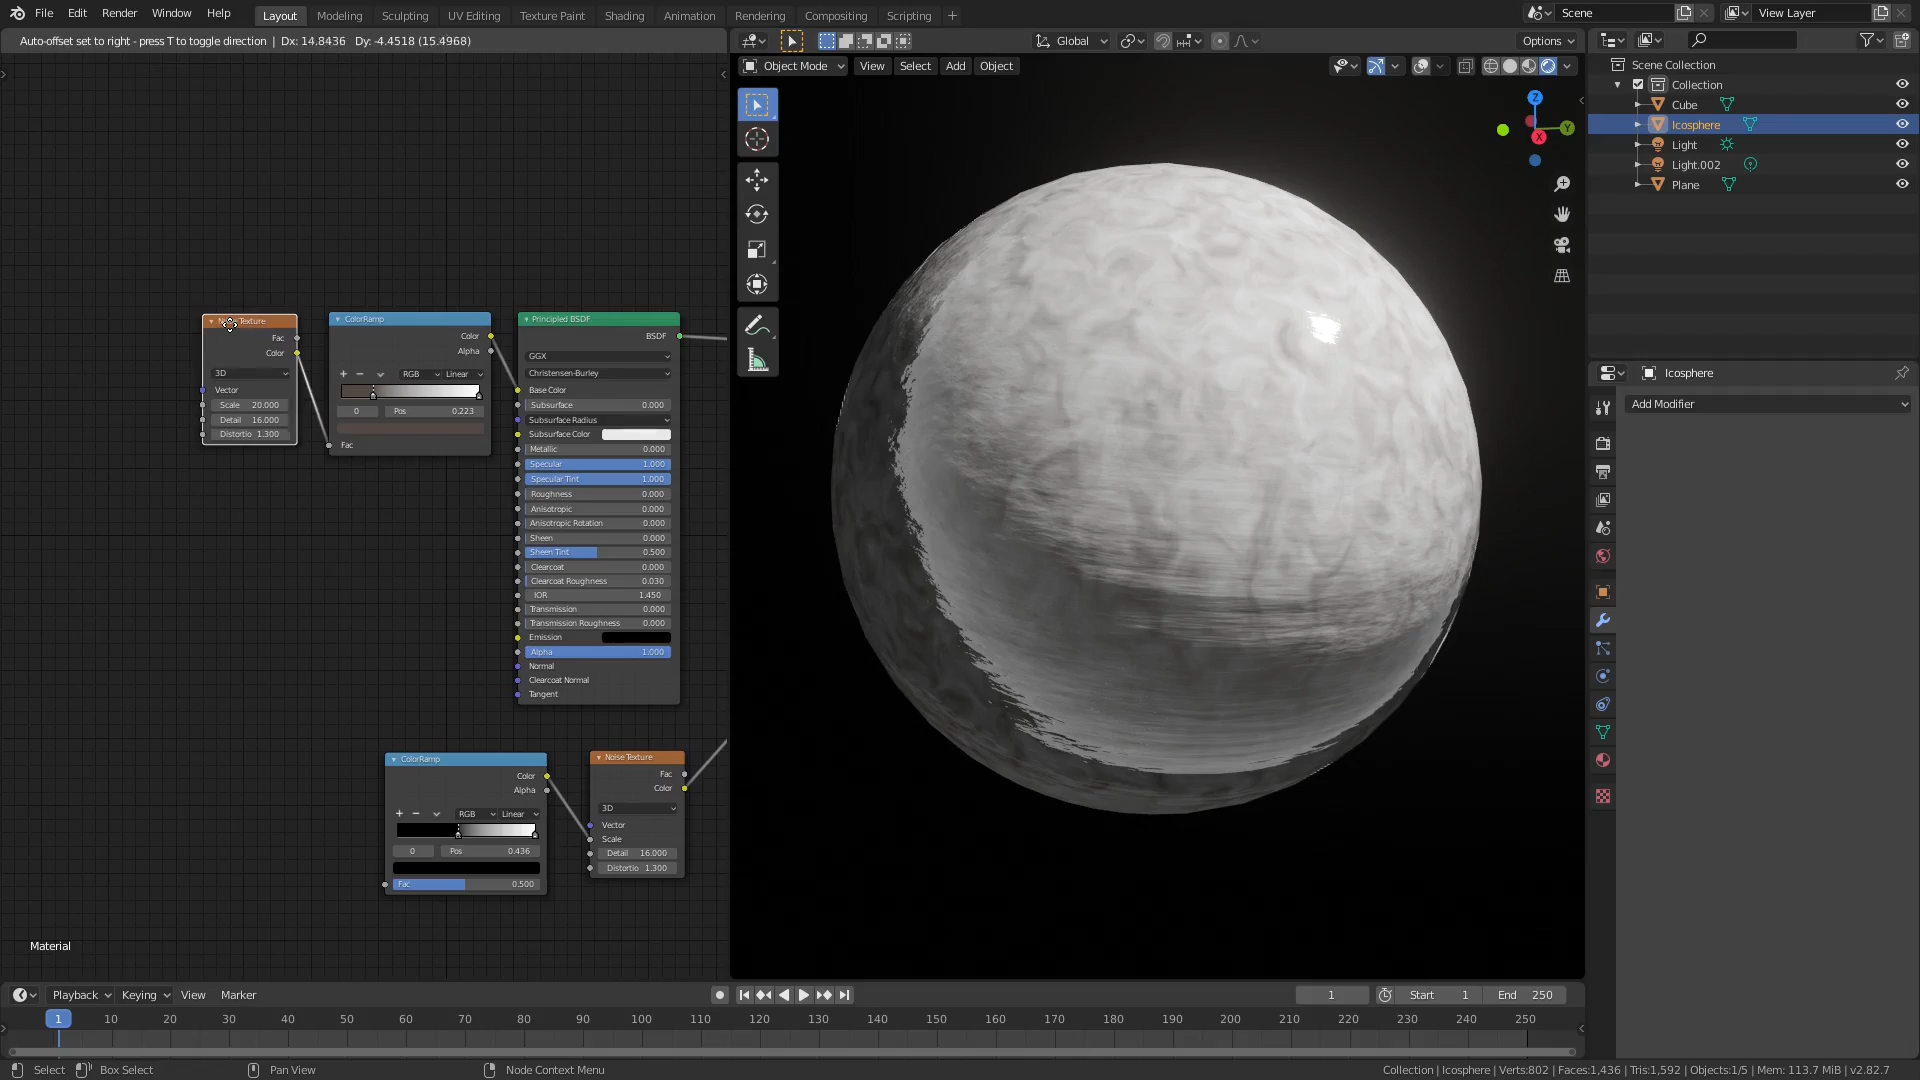 File Edit Render Window Help Layout Modeling Sculpting UV Editing Texture Paint Shading Animation Rendering Compositing Scripting + Scene View Layer
Auto-offset set to right - press T to toggle direction | Dx: 14.8436 Dy: -4.4518 (15.4968)
Global Options
Object Mode View Select Add Object
Scene Collection
Collection
Cube
Icosphere
Light
Light.002
Plane
Icosphere
Add Modifier
Z
Y
X
Noise Texture
Fac
Color
3D
Vector
Scale 20.000
Detail 16.000
Distortio 1.300
ColorRamp
Color
Alpha
RGB Linear
0 Pos 0.223
Fac
Principled BSDF
BSDF
GGX
Christensen-Burley
Base Color
Subsurface 0.000
Subsurface Radius
Subsurface Color
Metallic 0.000
Specular 1.000
Specular Tint 1.000
Roughness 0.000
Anisotropic 0.000
Anisotropic Rotation 0.000
Sheen 0.000
Sheen Tint 0.500
Clearcoat 0.000
Clearcoat Roughness 0.030
IOR 1.450
Transmission 0.000
Transmission Roughness 0.000
Emission
Alpha 1.000
Normal
Clearcoat Normal
Tangent
ColorRamp
Color
Alpha
RGB Linear
0 Pos 0.436
Fac 0.500
Noise Texture
Fac
Color
3D
Vector
Scale
Detail 16.000
Distortio 1.300
Material
Playback Keying View Marker 1 Start 1 End 250
1 10 20 30 40 50 60 70 80 90 100 110 120 130 140 150 160 170 180 190 200 210 220 230 240 250
Select Box Select Pan View Node Context Menu Collection | Icosphere | Verts:802 | Faces:1,436 | Tris:1,592 | Objects:1/5 | Mem: 113.7 MiB | v2.82.7